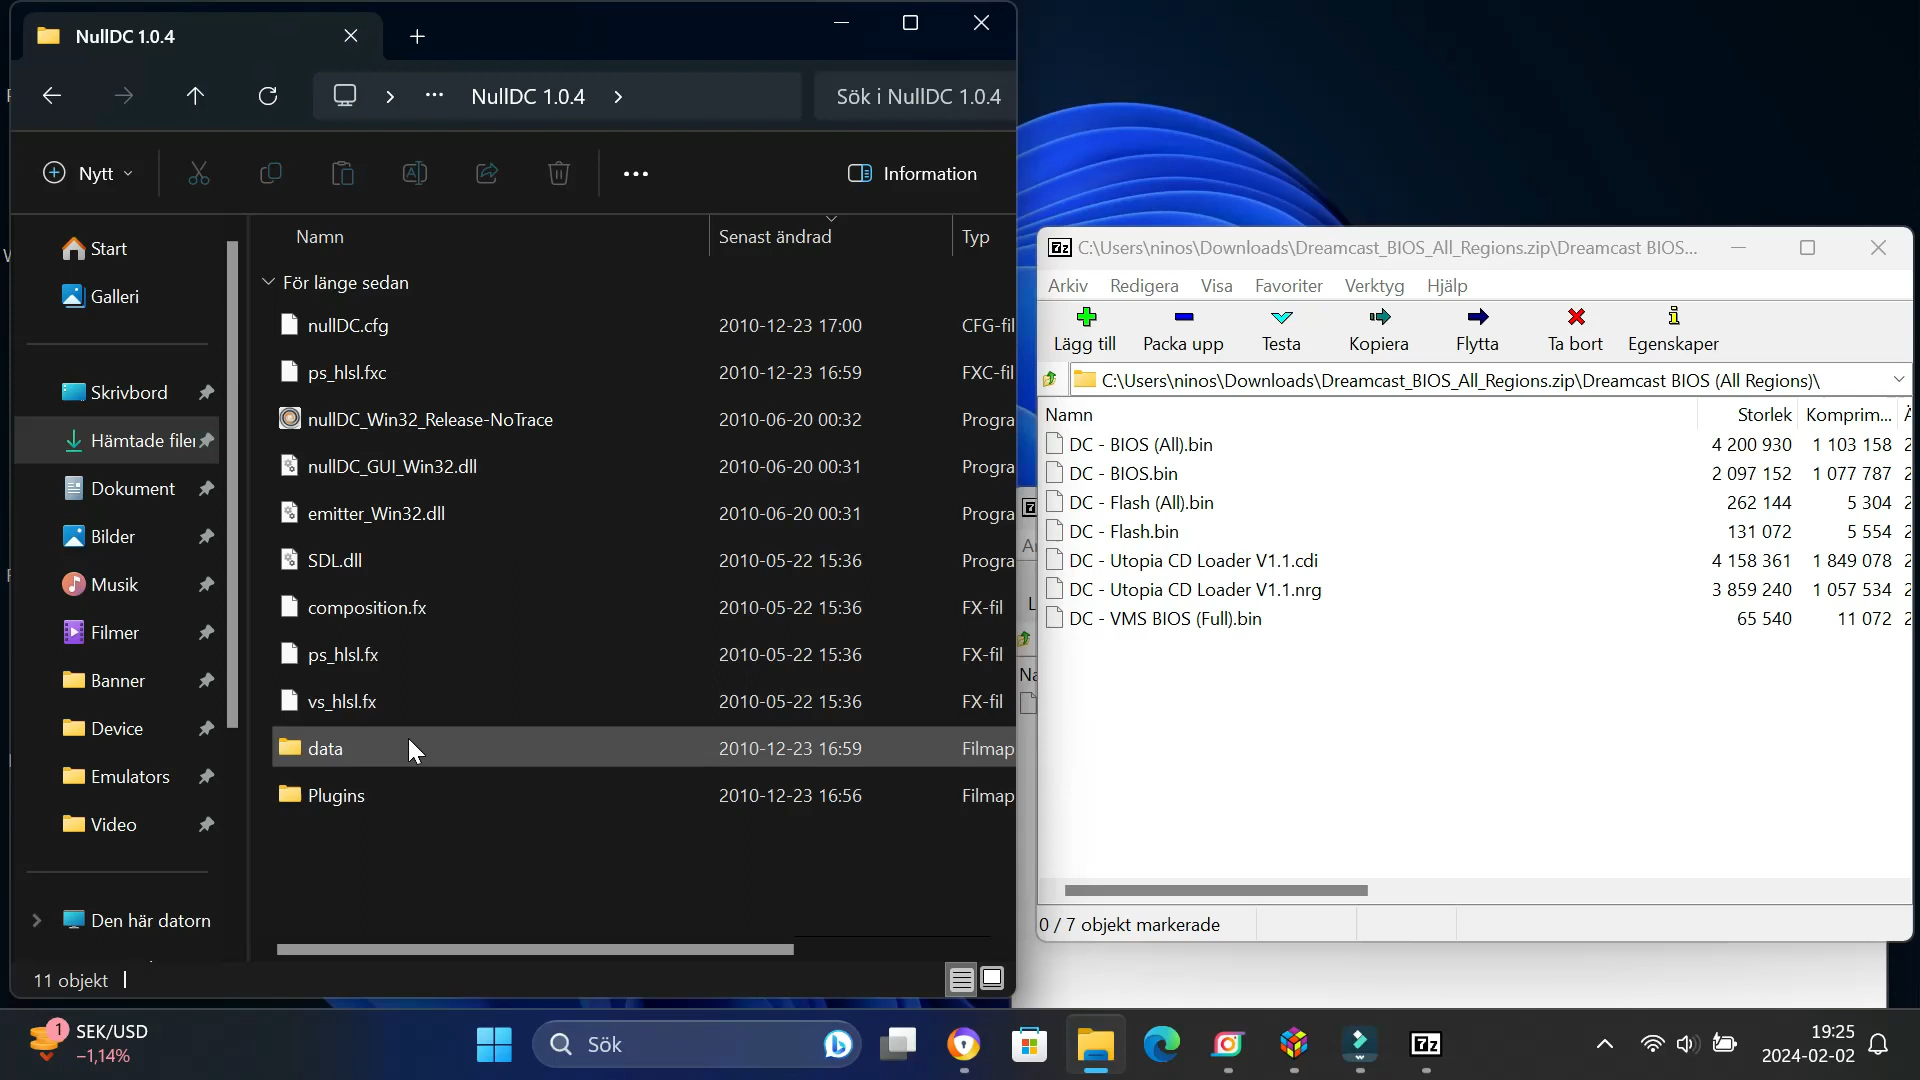 NullDC 1.0.4
NullDC 1.0.4
Sök i NullDC 1.0.4
Nytt
Information
Start
Galleri
Skrivbord
Hämtade filer
Dokument
Bilder
Musik
Filmer
Banner
Device
Emulators
Video
Den här datorn
Namn Senast ändrad Typ
För länge sedan
nullDC.cfg 2010-12-23 17:00 CFG-fil
ps_hlsl.fxc 2010-12-23 16:59 FXC-fil
nullDC_Win32_Release-NoTrace 2010-06-20 00:32 Progra
nullDC_GUI_Win32.dll 2010-06-20 00:31 Progra
emitter_Win32.dll 2010-06-20 00:31 Progra
SDL.dll 2010-05-22 15:36 Progra
composition.fx 2010-05-22 15:36 FX-fil
ps_hlsl.fx 2010-05-22 15:36 FX-fil
vs_hlsl.fx 2010-05-22 15:36 FX-fil
data 2010-12-23 16:59 Filmap
Plugins 2010-12-23 16:56 Filmap
11 objekt
7z C:\Users\ninos\Downloads\Dreamcast_BIOS_All_Regions.zip\Dreamcast BIOS...
Arkiv Redigera Visa Favoriter Verktyg Hjälp
Lägg till Packa upp Testa Kopiera Flytta Ta bort Egenskaper
C:\Users\ninos\Downloads\Dreamcast_BIOS_All_Regions.zip\Dreamcast BIOS (All Regions)\
Namn Storlek Komprim...
DC - BIOS (All).bin 4 200 930 1 103 158
DC - BIOS.bin 2 097 152 1 077 787
DC - Flash (All).bin 262 144 5 304
DC - Flash.bin 131 072 5 554
DC - Utopia CD Loader V1.1.cdi 4 158 361 1 849 078
DC - Utopia CD Loader V1.1.nrg 3 859 240 1 057 534
DC - VMS BIOS (Full).bin 65 540 11 072
0 / 7 objekt markerade
1
SEK/USD
−1,14%
Sök
7z
19:25
2024-02-02